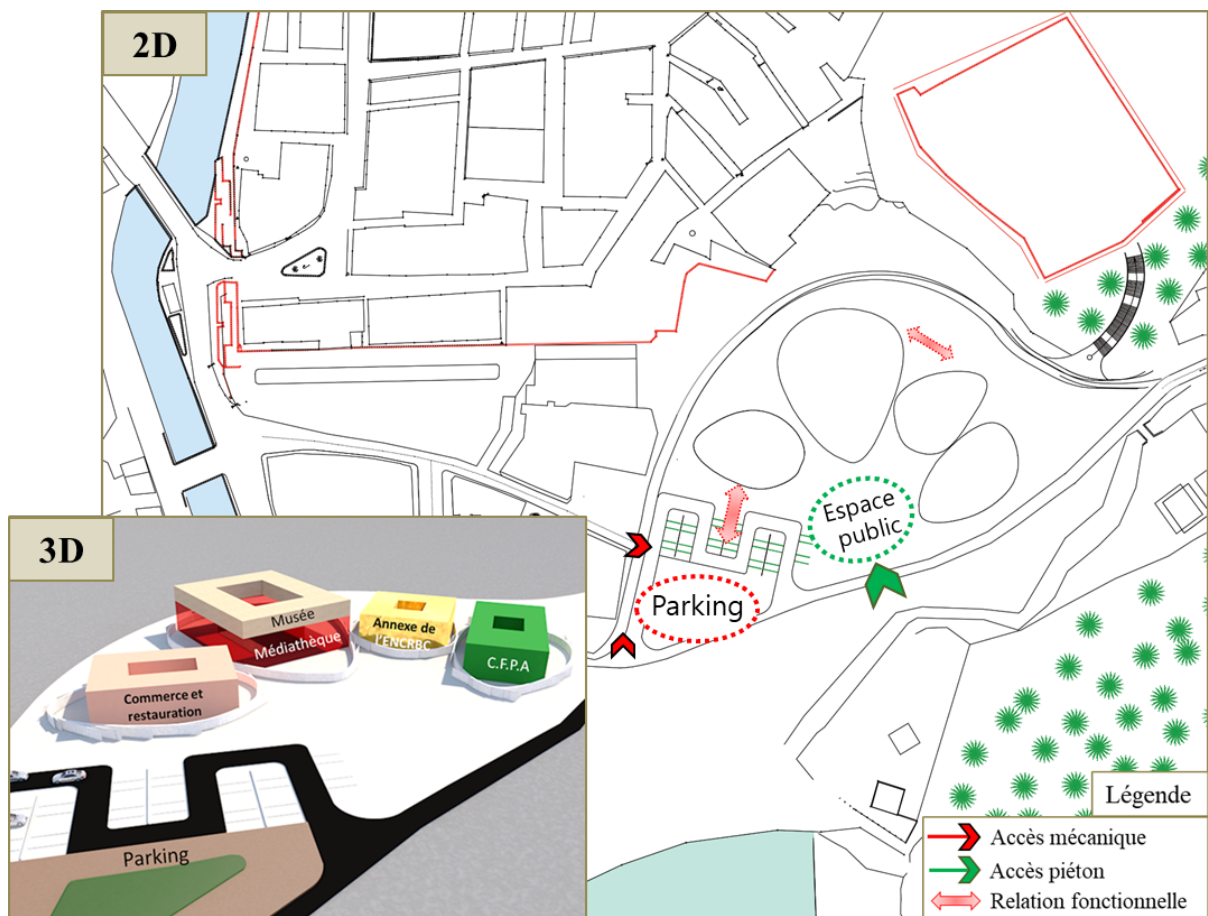 2D
Espace
public
Parking
3D
Musée
Médiathèque
Annexe de
l'ENCRBC
C.F.P.A
Commerce et
restauration
Parking
Légende
Accès mécanique
Accès piéton
Relation fonctionnelle